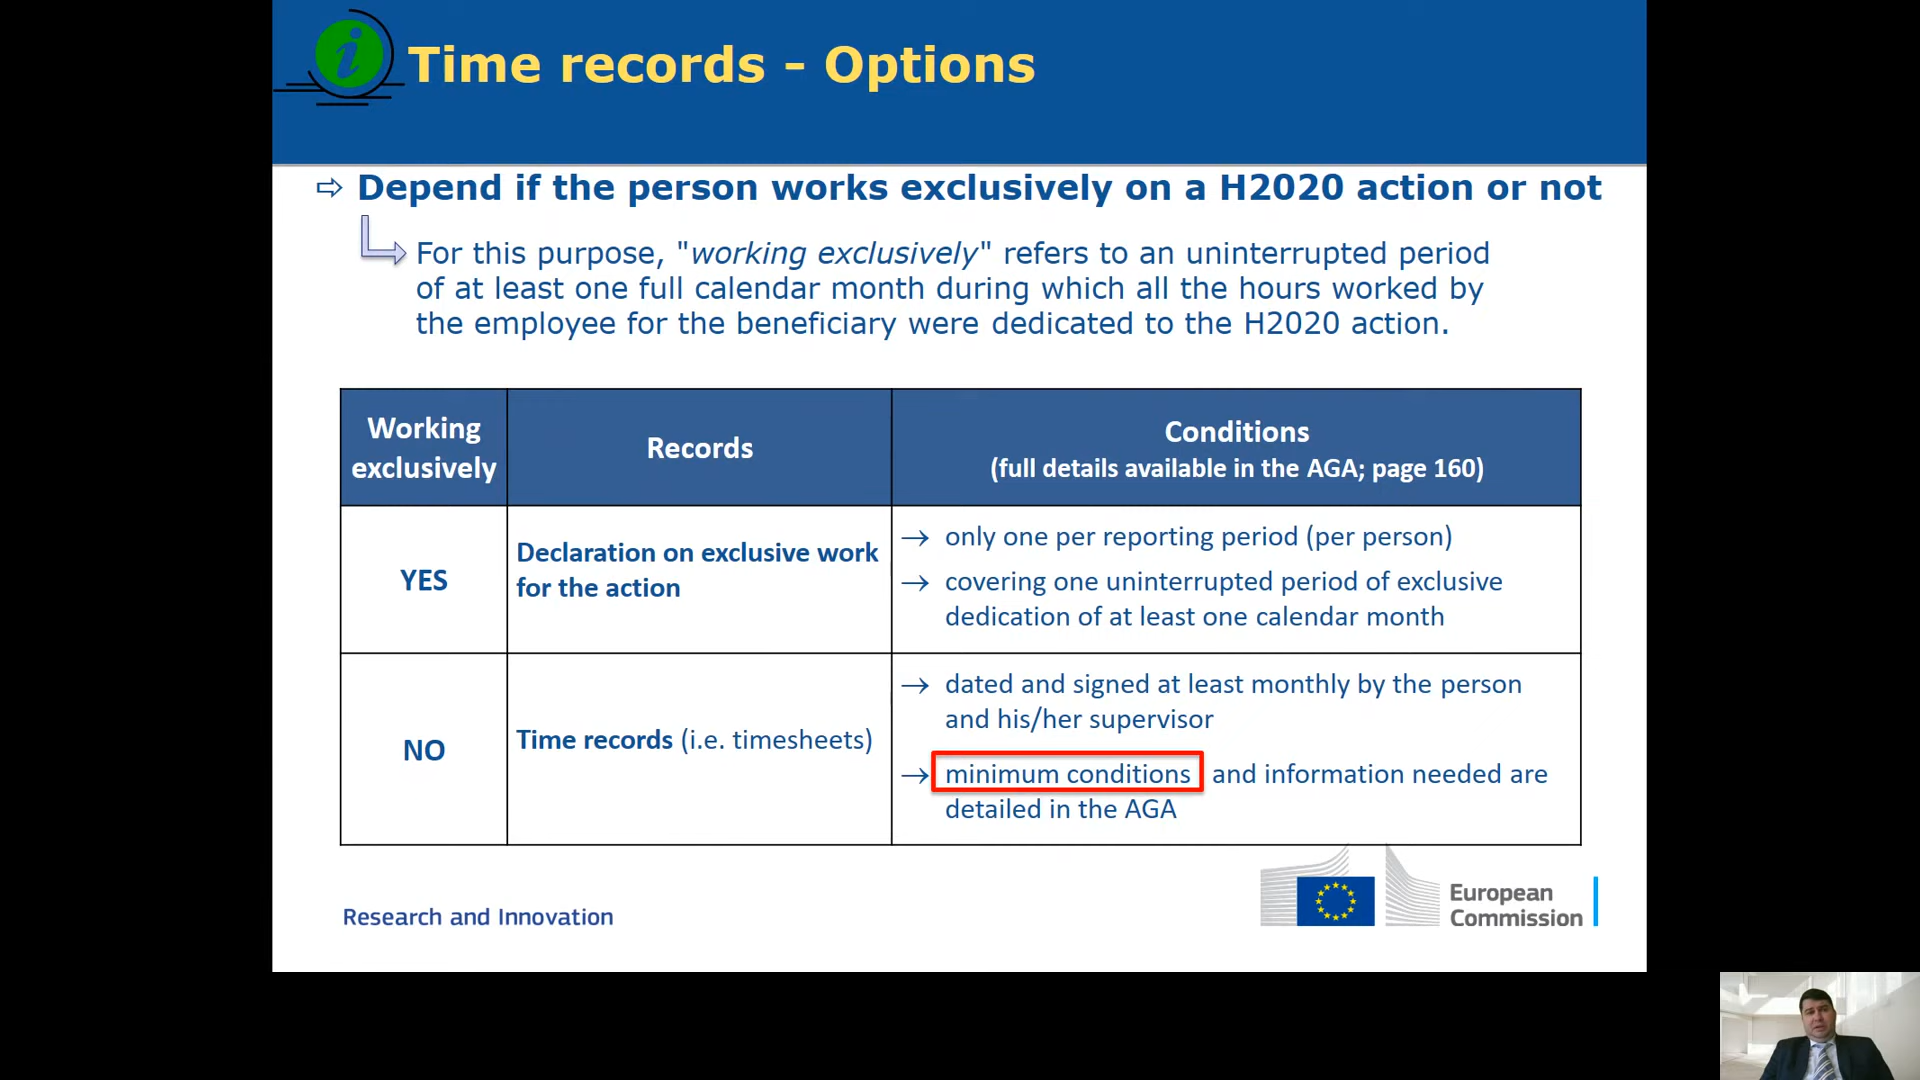 i
Time records – Options
⇨ Depend if the person works exclusively on a H2020 action or not
For this purpose, "working exclusively" refers to an uninterrupted period
of at least one full calendar month during which all the hours worked by
the employee for the beneficiary were dedicated to the H2020 action.
Working
exclusively
Records
Conditions
(full details available in the AGA; page 160)
YES
Declaration on exclusive work
for the action
→ only one per reporting period (per person)
→ covering one uninterrupted period of exclusive
dedication of at least one calendar month
NO
Time records (i.e. timesheets)
→ dated and signed at least monthly by the person
and his/her supervisor
→ minimum conditions and information needed are
detailed in the AGA
Research and Innovation
European
Commission